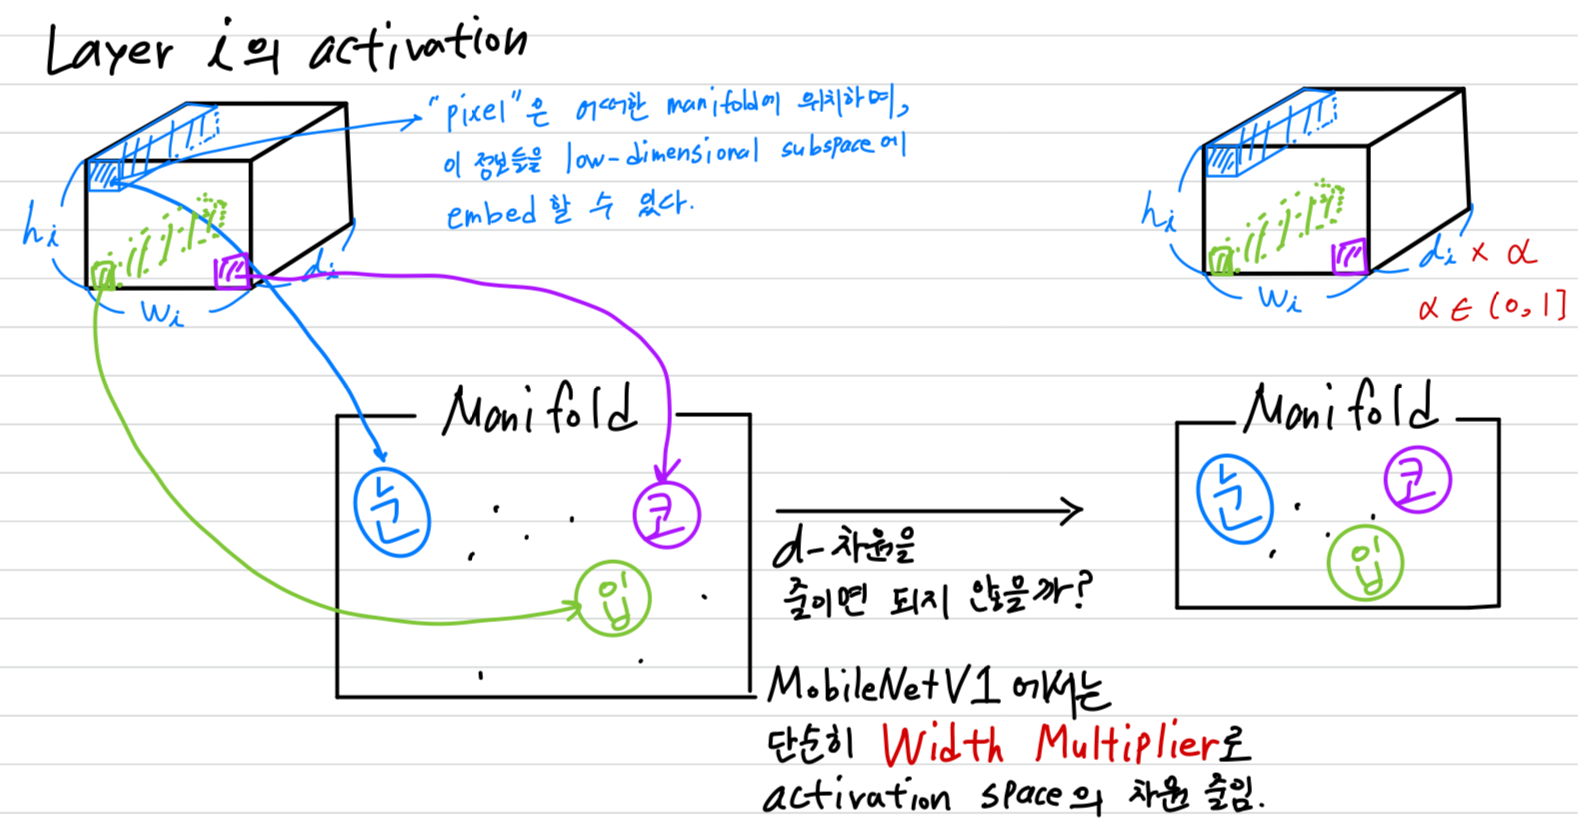 Layer i의 activation
"pixel"은 어떠한 manifold에 위치하며,
이 정보들을 low-dimensional subspace에
embed 할 수 있다.
hi
wi
di
hi
wi
di × α
α ∈ (0,1]
Manifold
눈
코
입
d-차원을
줄이면 되지 않을까?
Manifold
눈
코
입
MobileNetV1 에서는
단순히 Width Multiplier로
activation space의 차원 줄임.